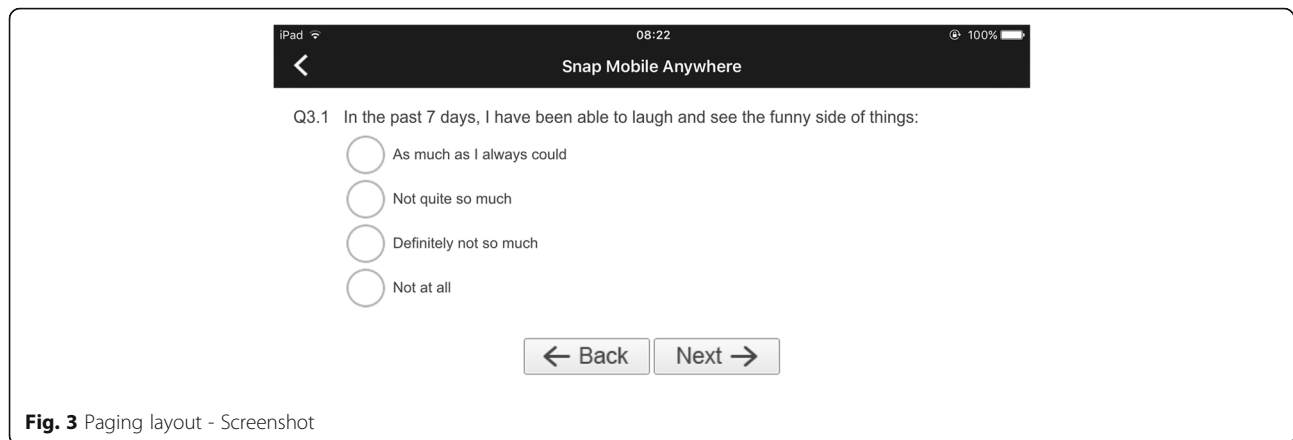 iPad 08:22 100%
Snap Mobile Anywhere
Q3.1 In the past 7 days, I have been able to laugh and see the funny side of things:
As much as I always could
Not quite so much
Definitely not so much
Not at all
← Back Next →
Fig. 3 Paging layout - Screenshot